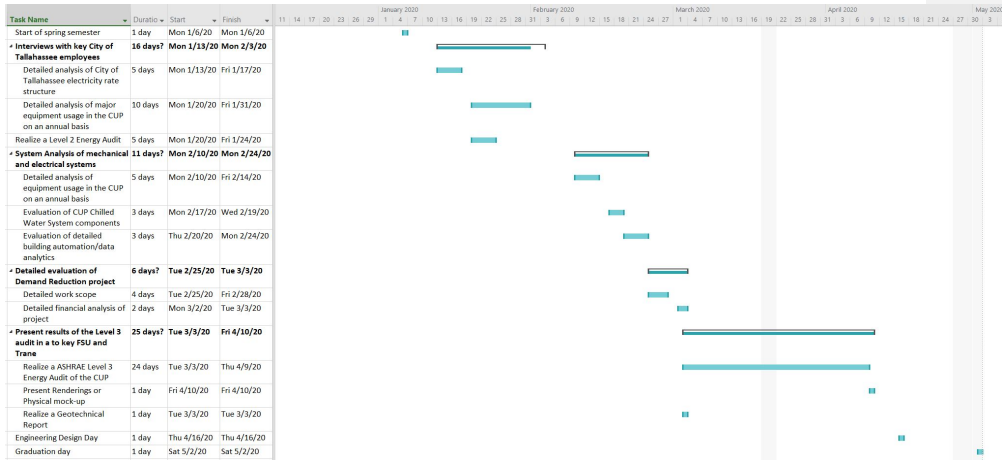 January 2020 February 2020 March 2020 April 2020 May 2020
Task Name Duratio Start Finish 11 14 17 20 23 26 29 1 4 7 10 13 16 19 22 25 28 31 3 6 9 12 15 18 21 24 27 1 4 7 10 13 16 19 22 25 28 31 3 6 9 12 15 18 21 24 27 30 3
Start of spring semester 1 day Mon 1/6/20 Mon 1/6/20
Interviews with key City of 16 days? Mon 1/13/20 Mon 2/3/20
Tallahassee employees
Detailed analysis of City of 5 days Mon 1/13/20 Fri 1/17/20
Tallahassee electricity rate
structure
Detailed analysis of major 10 days Mon 1/20/20 Fri 1/31/20
equipment usage in the CUP
on an annual basis
Realize a Level 2 Energy Audit 5 days Mon 1/20/20 Fri 1/24/20
System Analysis of mechanical 11 days? Mon 2/10/20 Mon 2/24/20
and electrical systems
Detailed analysis of 5 days Mon 2/10/20 Fri 2/14/20
equipment usage in the CUP
on an annual basis
Evaluation of CUP Chilled 3 days Mon 2/17/20 Wed 2/19/20
Water System components
Evaluation of detailed 3 days Thu 2/20/20 Mon 2/24/20
building automation/data
analytics
Detailed evaluation of 6 days? Tue 2/25/20 Tue 3/3/20
Demand Reduction project
Detailed work scope 4 days Tue 2/25/20 Fri 2/28/20
Detailed financial analysis of 2 days Mon 3/2/20 Tue 3/3/20
project
Present results of the Level 3 25 days? Tue 3/3/20 Fri 4/10/20
audit in a to key FSU and
Trane
Realize a ASHRAE Level 3 24 days Tue 3/3/20 Thu 4/9/20
Energy Audit of the CUP
Present Renderings or 1 day Fri 4/10/20 Fri 4/10/20
Physical mock-up
Realize a Geotechnical 1 day Tue 3/3/20 Tue 3/3/20
Report
Engineering Design Day 1 day Thu 4/16/20 Thu 4/16/20
Graduation day 1 day Sat 5/2/20 Sat 5/2/20